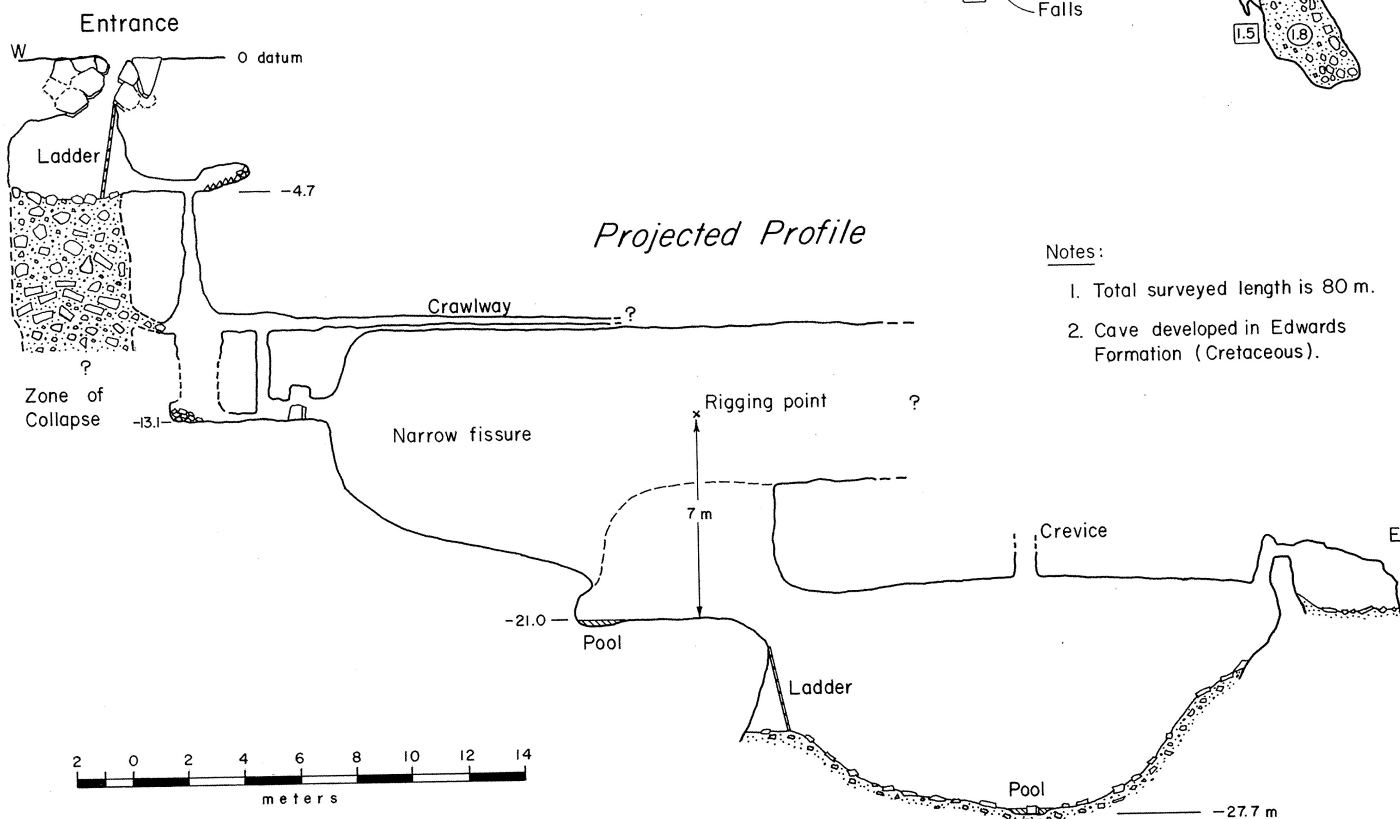 Entrance
Falls
1.5
1.8
W
0 datum
Ladder
-4.7
Projected Profile
Notes:
1. Total surveyed length is 80 m.
2. Cave developed in Edwards
Formation (Cretaceous).
Crawlway
?
?
Zone of
Collapse
-13.1
Rigging point
?
Narrow fissure
7 m
Crevice
E
-21.0
Pool
Ladder
2 0 2 4 6 8 10 12 14
meters
Pool
-27.7 m